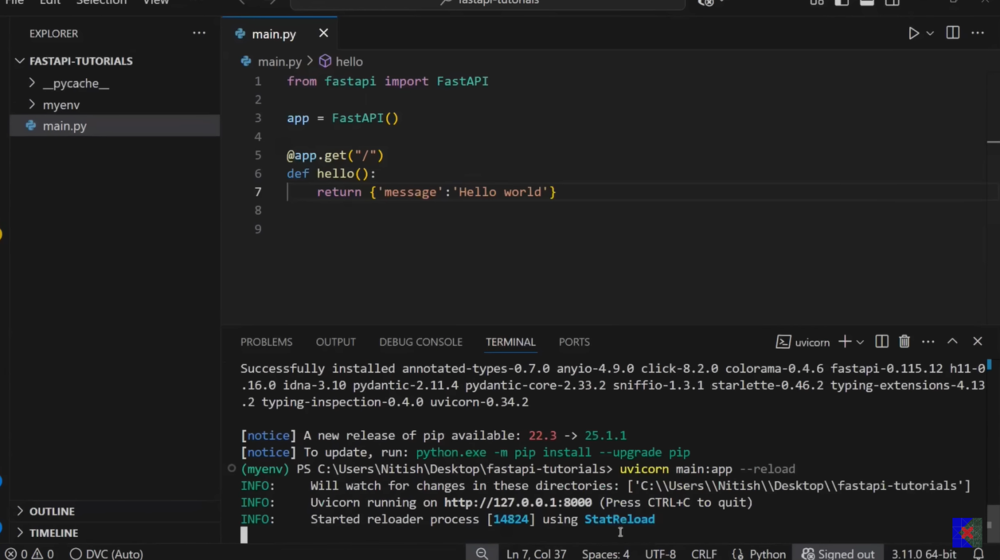 File Edit Selection View fastapi-tutorials
EXPLORER
FASTAPI-TUTORIALS
__pycache__
myenv
main.py
main.py
main.py > hello
1 from fastapi import FastAPI
2
3 app = FastAPI()
4
5 @app.get("/")
6 def hello():
7 return {'message':'Hello world'}
8
9
PROBLEMS OUTPUT DEBUG CONSOLE TERMINAL PORTS uvicorn
Successfully installed annotated-types-0.7.0 anyio-4.9.0 click-8.2.0 colorama-0.4.6 fastapi-0.115.12 h11-0
.16.0 idna-3.10 pydantic-2.11.4 pydantic-core-2.33.2 sniffio-1.3.1 starlette-0.46.2 typing-extensions-4.13
.2 typing-inspection-0.4.0 uvicorn-0.34.2
[notice] A new release of pip available: 22.3 -> 25.1.1
[notice] To update, run: python.exe -m pip install --upgrade pip
(myenv) PS C:\Users\Nitish\Desktop\fastapi-tutorials> uvicorn main:app --reload
INFO: Will watch for changes in these directories: ['C:\\Users\\Nitish\\Desktop\\fastapi-tutorials']
INFO: Uvicorn running on http://127.0.0.1:8000 (Press CTRL+C to quit)
INFO: Started reloader process [14824] using StatReload
OUTLINE
TIMELINE
0 0 DVC (Auto) Ln 7, Col 37 Spaces: 4 UTF-8 CRLF {} Python Signed out 3.11.0 64-bit